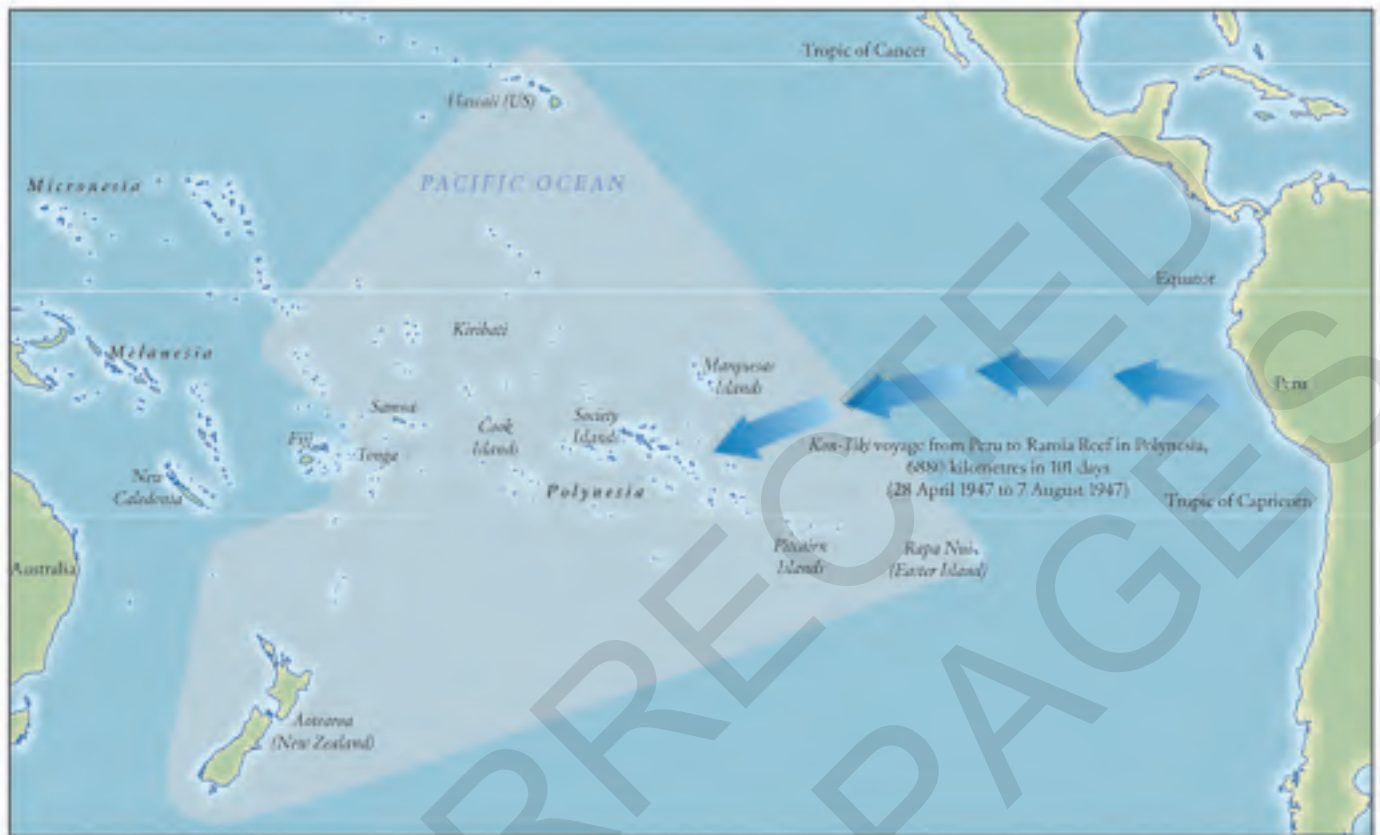 Tropic of Cancer
Hawaii (US)
Micronesia
PACIFIC OCEAN
Equator
Kiribati
Melanesia
Marquesas
Islands
Peru
Samoa
Society
Islands
Cook
Islands
Fiji
Tonga
Kon-Tiki voyage from Peru to Raroia Reef in Polynesia,
6880 kilometres in 101 days
(28 April 1947 to 7 August 1947)
New
Caledonia
Polynesia
Tropic of Capricorn
Pitcairn
Islands
Rapa Nui
(Easter Island)
Australia
Aotearoa
(New Zealand)
RRECTED
PAGES